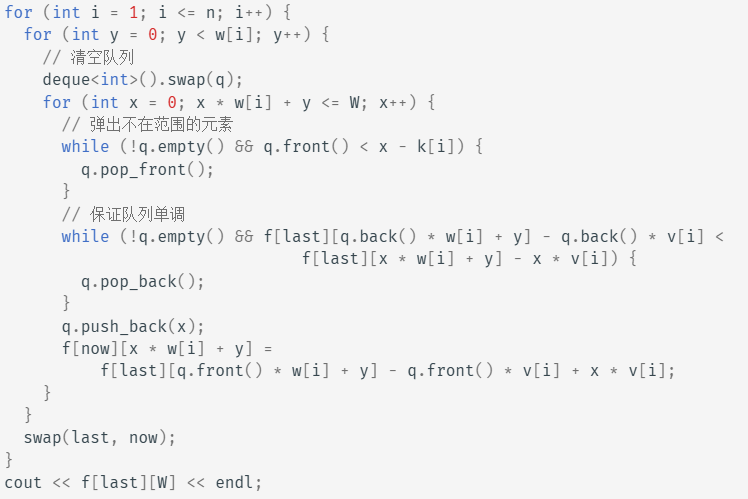 for (int i = 1; i <= n; i++) {
  for (int y = 0; y < w[i]; y++) {
    // 清空队列
    deque<int>().swap(q);
    for (int x = 0; x * w[i] + y <= W; x++) {
      // 弹出不在范围的元素
      while (!q.empty() && q.front() < x - k[i]) {
        q.pop_front();
      }
      // 保证队列单调
      while (!q.empty() && f[last][q.back() * w[i] + y] - q.back() * v[i] <
                               f[last][x * w[i] + y] - x * v[i]) {
        q.pop_back();
      }
      q.push_back(x);
      f[now][x * w[i] + y] =
          f[last][q.front() * w[i] + y] - q.front() * v[i] + x * v[i];
    }
  }
  swap(last, now);
}
cout << f[last][W] << endl;